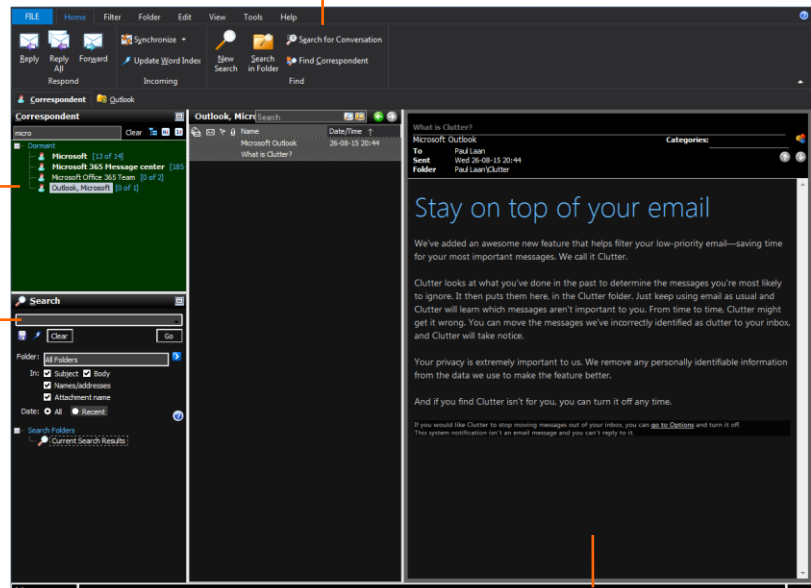 FILE Home Filter Folder Edit View Tools Help
Synchronize Search for Conversation
Reply Reply All Forward Update Word Index New Search Search in Folder Find Correspondent
Respond Incoming Find
Correspondent Outlook
Correspondent
micro Clear
Dormant
Microsoft [13 of 14]
Microsoft 365 Message center [185
Microsoft Office 365 Team [0 of 2]
Outlook, Microsoft [0 of 1]
Search
Clear Go
Folder: All Folders
In: Subject Body
Names/addresses
Attachment name
Date: All Recent
Search Folders
Current Search Results
Outlook, Micr Search
Name Date/Time
Microsoft Outlook 26-08-15 20:44
What is Clutter?
What is Clutter?
Microsoft Outlook Categories:
To Paul Laan
Sent Wed 26-08-15 20:44
Folder Paul Laan\Clutter
Stay on top of your email
We've added an awesome new feature that helps filter your low-priority email—saving time
for your most important messages. We call it Clutter.
Clutter looks at what you've done in the past to determine the messages you're most likely
to ignore. It then puts them here, in the Clutter folder. Just keep using email as usual and
Clutter will learn which messages aren't important to you. From time to time, Clutter might
get it wrong. You can move the messages we've incorrectly identified as clutter to your inbox,
and Clutter will take notice.
Your privacy is extremely important to us. We remove any personally identifiable information
from the data we use to make the feature better.
And if you find Clutter isn't for you, you can turn it off any time.
If you would like Clutter to stop moving messages out of your inbox, you can go to Options and turn it off.
This system notification isn't an email message and you can't reply to it.